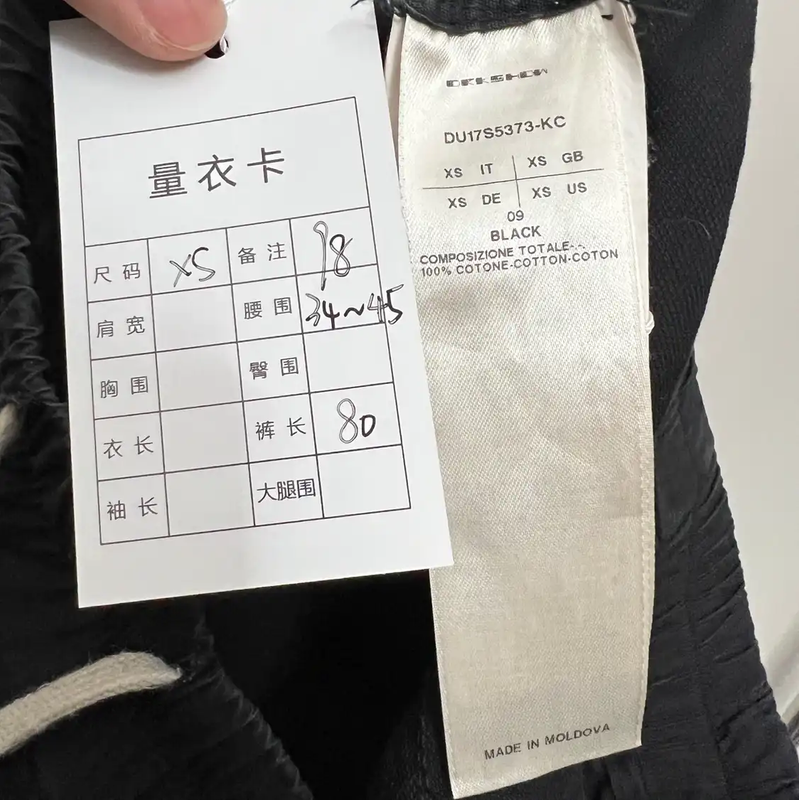 量衣卡
尺码 XS 备注 98
肩宽 腰围 34~45
胸围 臀围
衣长 裤长 80
袖长 大腿围
DRKSHDW
DU17S5373-KC
XS IT XS GB
XS DE XS US
09
BLACK
COMPOSIZIONE TOTALE-.-.
100% COTONE-COTTON-COTON
MADE IN MOLDOVA